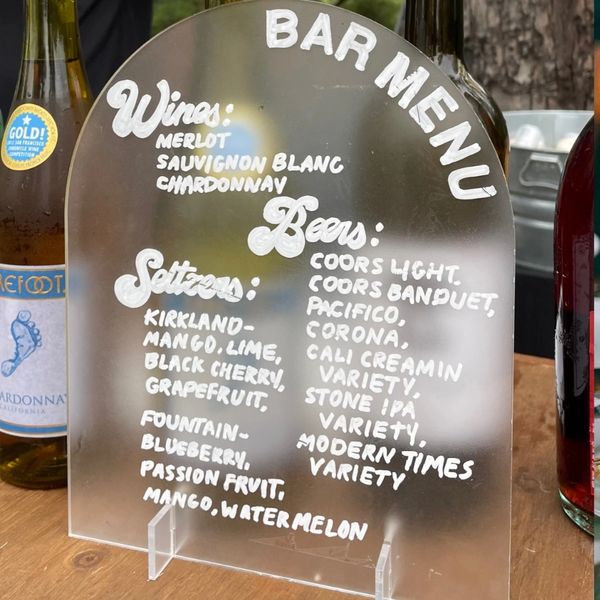 BAR MENU
Wines:
MERLOT
SAUVIGNON BLANC
CHARDONNAY
Beers:
COORS LIGHT,
COORS BANQUET,
PACIFICO,
CORONA,
CALI CREAMIN
VARIETY,
STONE IPA
VARIETY,
MODERN TIMES
VARIETY
Seltzers:
KIRKLAND-
MANGO, LIME,
BLACK CHERRY,
GRAPEFRUIT,
FOUNTAIN-
BLUEBERRY,
PASSION FRUIT,
MANGO, WATERMELON
GOLD!
REFOOT
ARDONNAY
CALIFORNIA